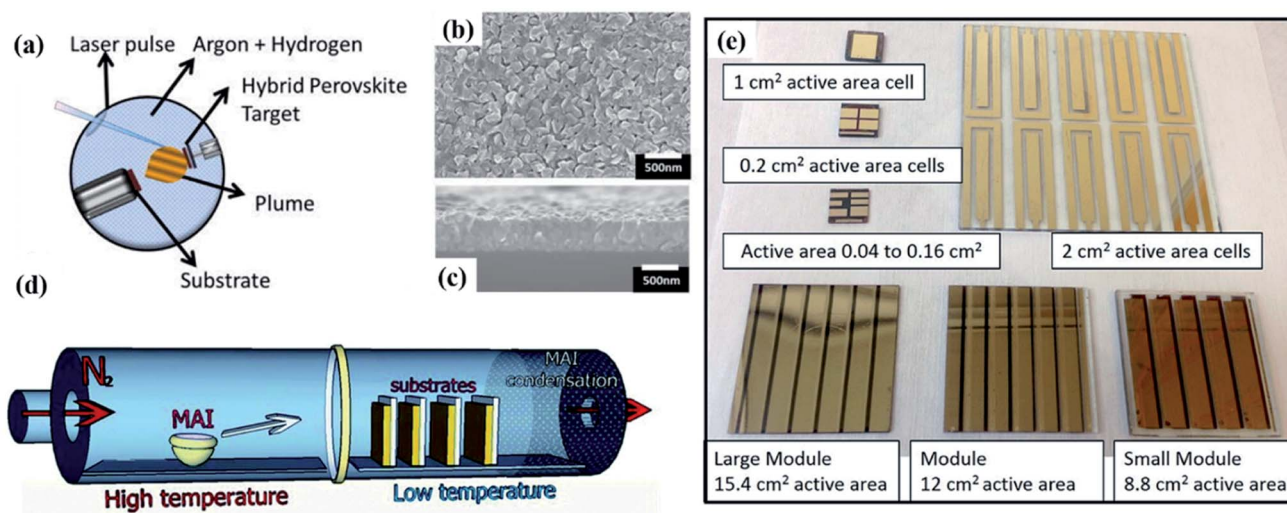 (a)
Laser pulse
Argon + Hydrogen
Hybrid Perovskite
Target
Plume
Substrate
(b)
500nm
500nm
(c)
(d)
N₂
MAI
substrates
MAI
condensation
High temperature
Low temperature
(e)
1 cm² active area cell
0.2 cm² active area cells
Active area 0.04 to 0.16 cm²
2 cm² active area cells
Large Module
15.4 cm² active area
Module
12 cm² active area
Small Module
8.8 cm² active area